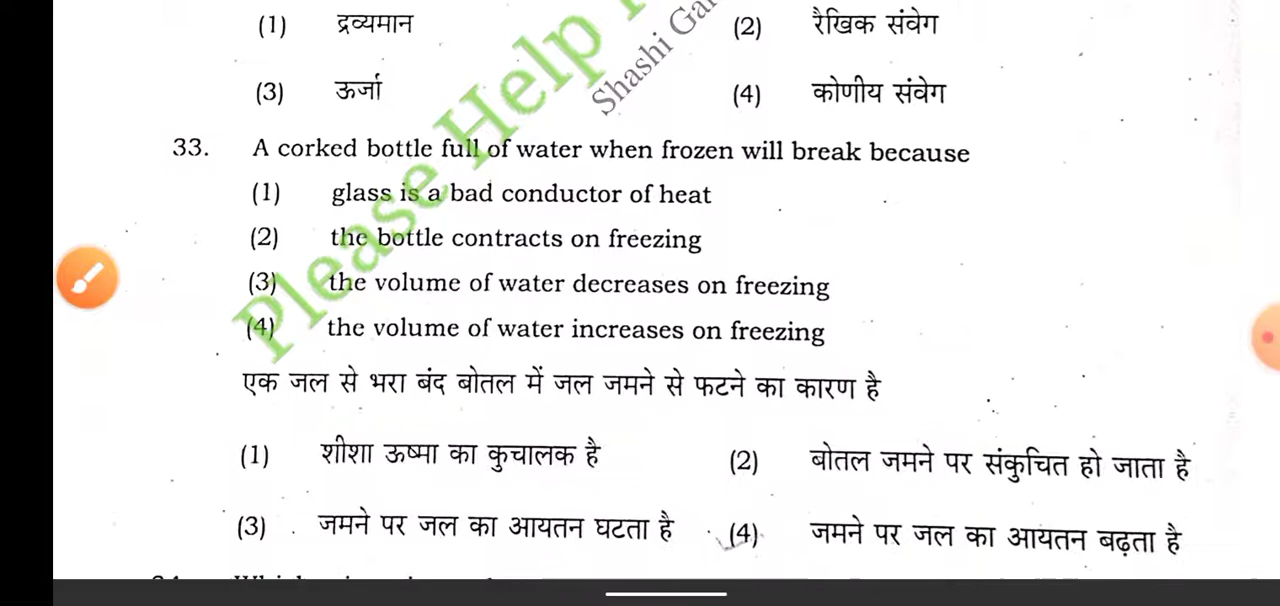 (1) द्रव्यमान (2) रैखिक संवेग
(3) ऊर्जा (4) कोणीय संवेग
Please Help
Shashi
33. A corked bottle full of water when frozen will break because
(1) glass is a bad conductor of heat
(2) the bottle contracts on freezing
(3) the volume of water decreases on freezing
(4) the volume of water increases on freezing
एक जल से भरा बंद बोतल में जल जमने से फटने का कारण है
(1) शीशा ऊष्मा का कुचालक है (2) बोतल जमने पर संकुचित हो जाता है
(3) जमने पर जल का आयतन घटता है (4) जमने पर जल का आयतन बढ़ता है